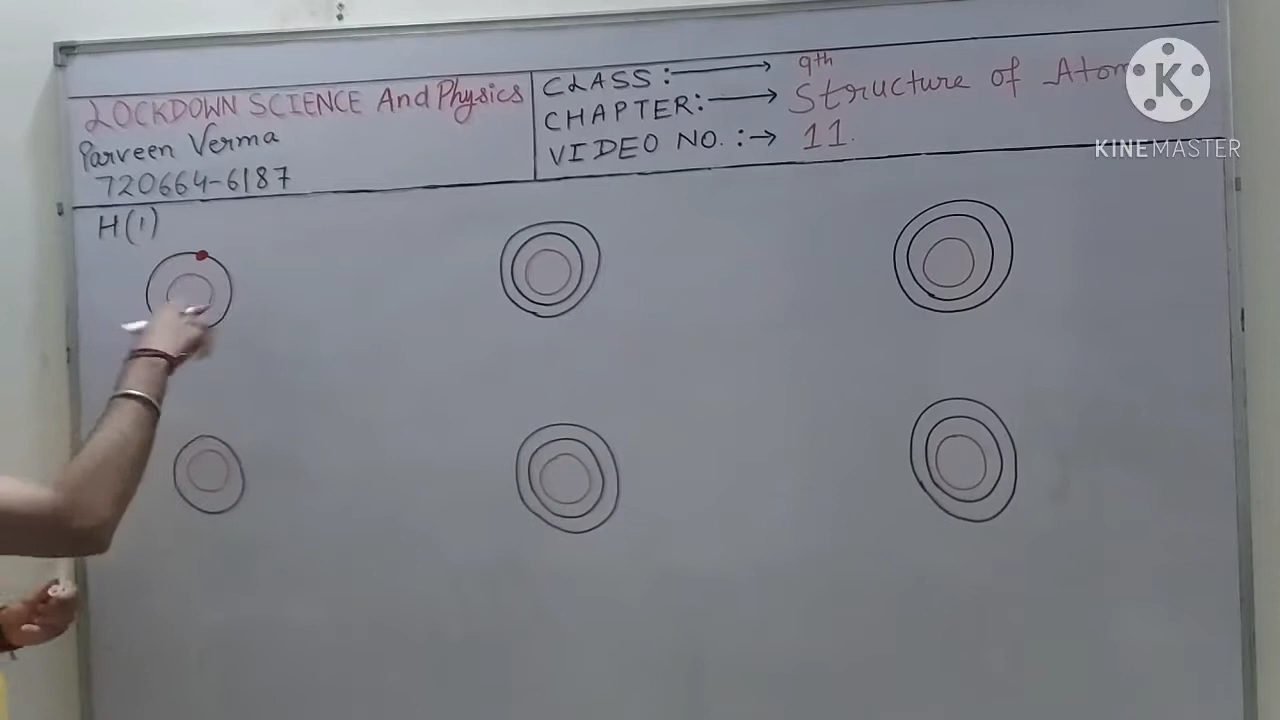 LOCKDOWN SCIENCE And Physics
Parveen Verma
720664-6187
CLASS :→ 9th
CHAPTER:→ Structure of Atom
VIDEO NO. :→ 11.
K
KINEMASTER
H(1)